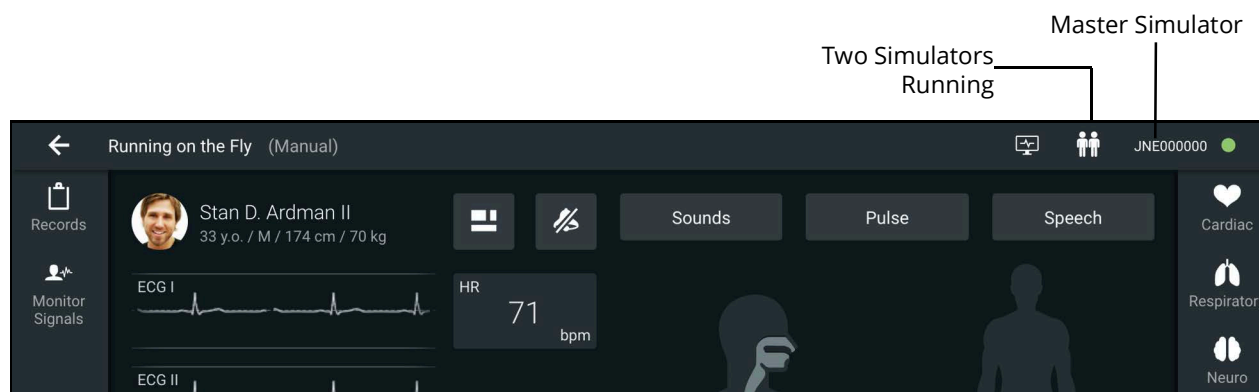 Master Simulator
Two Simulators
Running
Running on the Fly (Manual)
JNE000000
Records
Stan D. Ardman II
33 y.o. / M / 174 cm / 70 kg
Sounds
Pulse
Speech
Cardiac
Monitor
Signals
ECG I
HR
71
bpm
Respirator
ECG II
Neuro